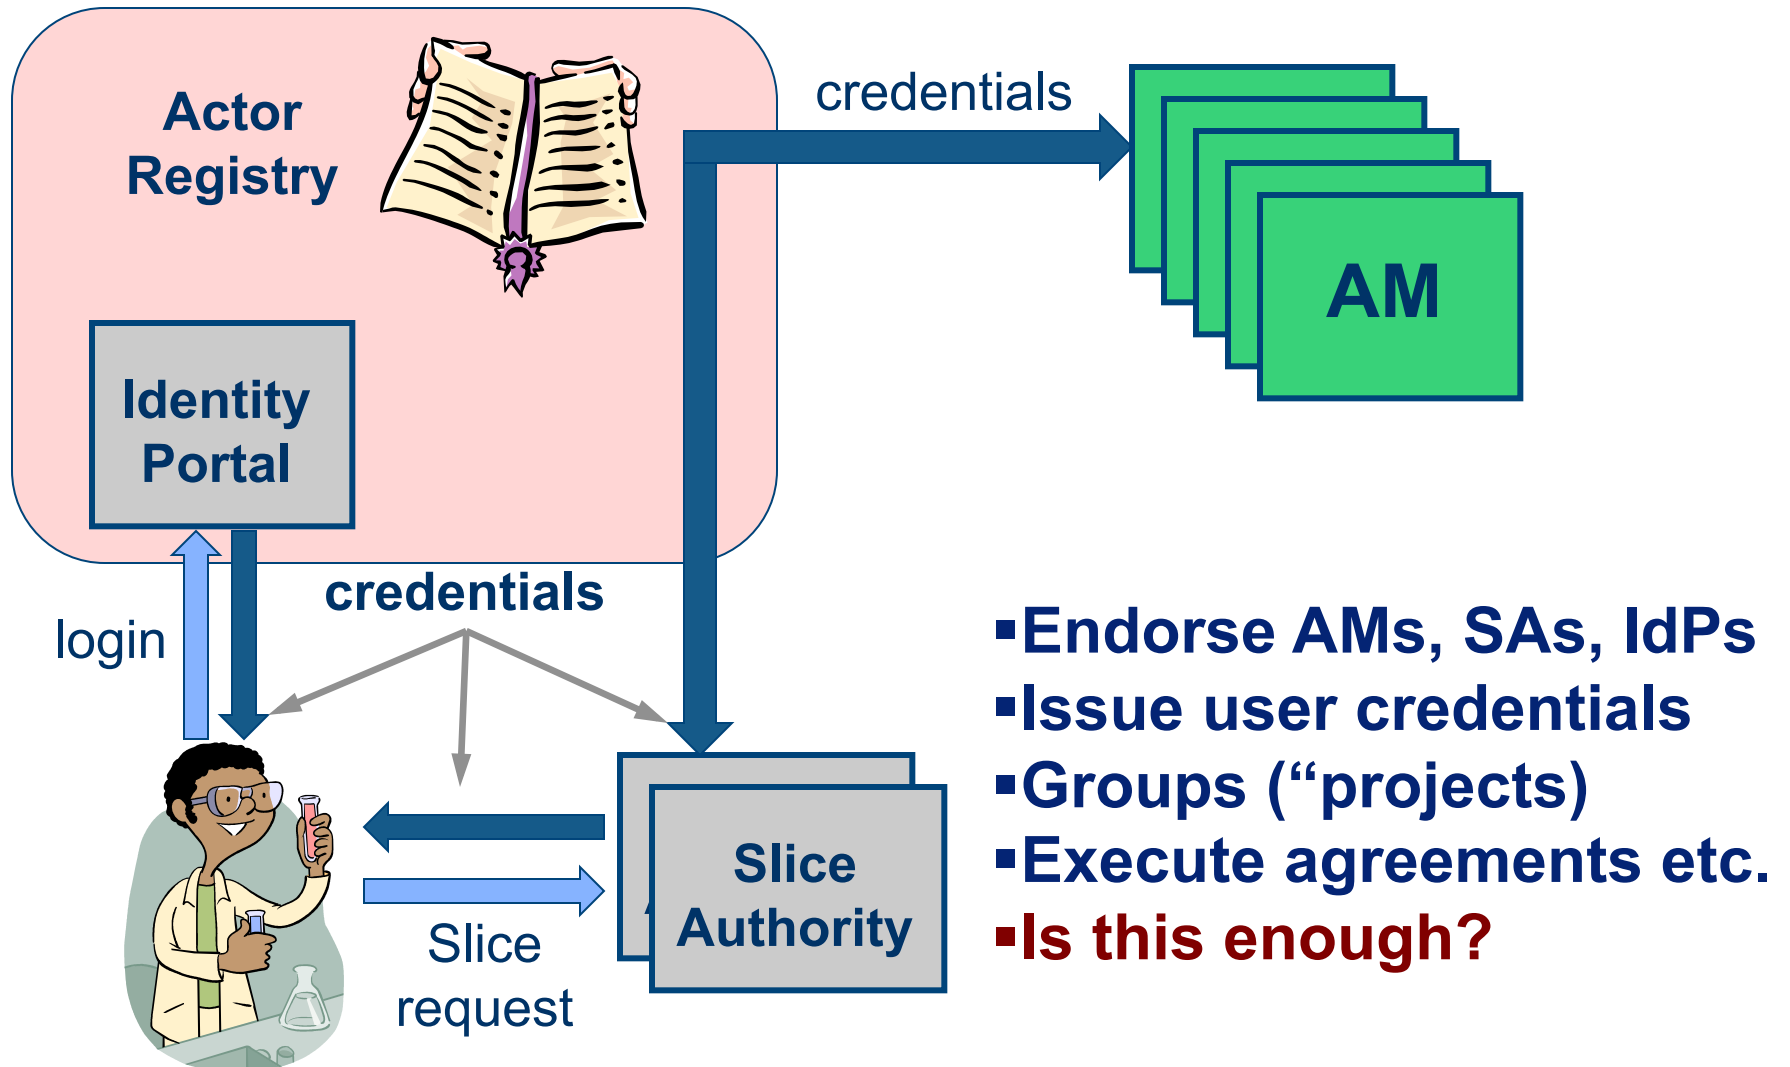 Actor
Registry
credentials
AM
Identity
Portal
credentials
login
Slice
Authority
Slice
request
▪Endorse AMs, SAs, IdPs
▪Issue user credentials
▪Groups (“projects)
▪Execute agreements etc.
▪Is this enough?